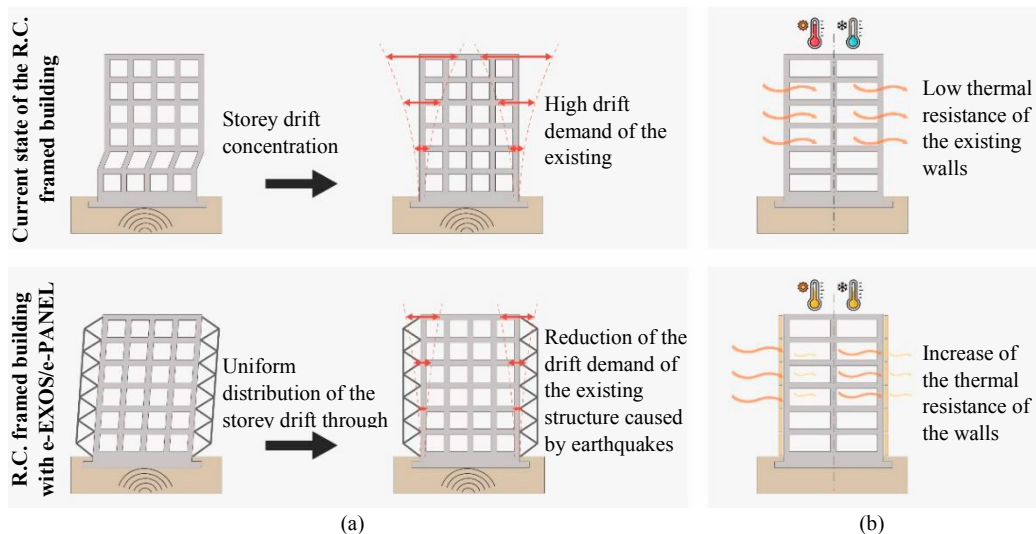 Current state of the R.C.
framed building
Storey drift
concentration
High drift
demand of the
existing
Low thermal
resistance of
the existing
walls
R.C. framed building
with e-EXOS/e-PANEL
Uniform
distribution of the
storey drift through
Reduction of the
drift demand of
the existing
structure caused
by earthquakes
Increase of
the thermal
resistance of
the walls
(a)
(b)